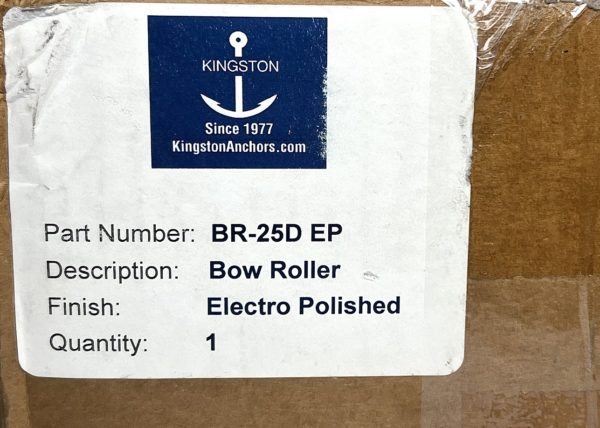 KINGSTON
Since 1977
KingstonAnchors.com
Part Number: BR-25D EP
Description: Bow Roller
Finish: Electro Polished
Quantity: 1